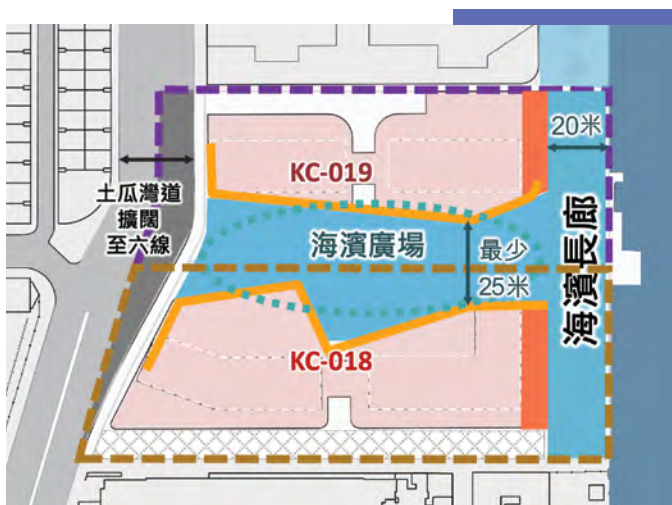 20米
KC-019
土瓜灣道
擴闊
至六線
海濱廣場
最少
25米
海濱長廊
KC-018